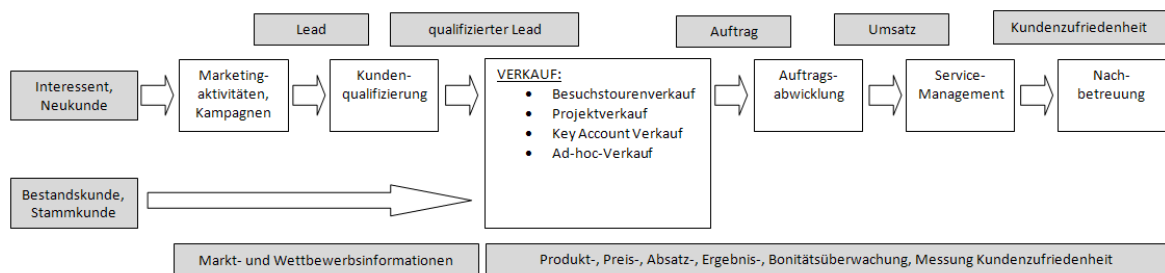 Lead
qualifizierter Lead
Auftrag
Umsatz
Kundenzufriedenheit
Interessent,
Neukunde
Marketing-
aktivitäten,
Kampagnen
Kunden-
qualifizierung
VERKAUF:
• Besuchstourenverkauf
• Projektverkauf
• Key Account Verkauf
• Ad-hoc-Verkauf
Auftrags-
abwicklung
Service-
Management
Nach-
betreuung
Bestandskunde,
Stammkunde
Markt- und Wettbewerbsinformationen
Produkt-, Preis-, Absatz-, Ergebnis-, Bonitätsüberwachung, Messung Kundenzufriedenheit